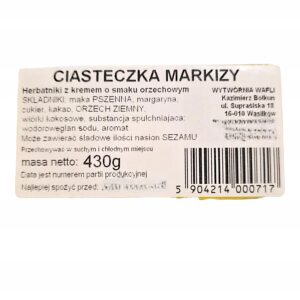 CIASTECZKA MARKIZY
Herbatniki z kremem o smaku orzechowym
SKŁADNIKI: mąka PSZENNA, margaryna,
cukier, kakao, ORZECH ZIEMNY,
wiórki kokosowe, substancja spulchniająca:
wodorowęglan sodu, aromat
Może zawierać śladowe ilości nasion SEZAMU
Przechowywać w suchym i chłodnym miejscu
masa netto: 430g
Data jest numerem partii produkcyjnej
Najlepiej spożyć przed:
WYTWÓRNIA WAFLI
Kazimierz Bołkun
ul. Supraślska 18
16-010 Wasilków
5 904214 000717